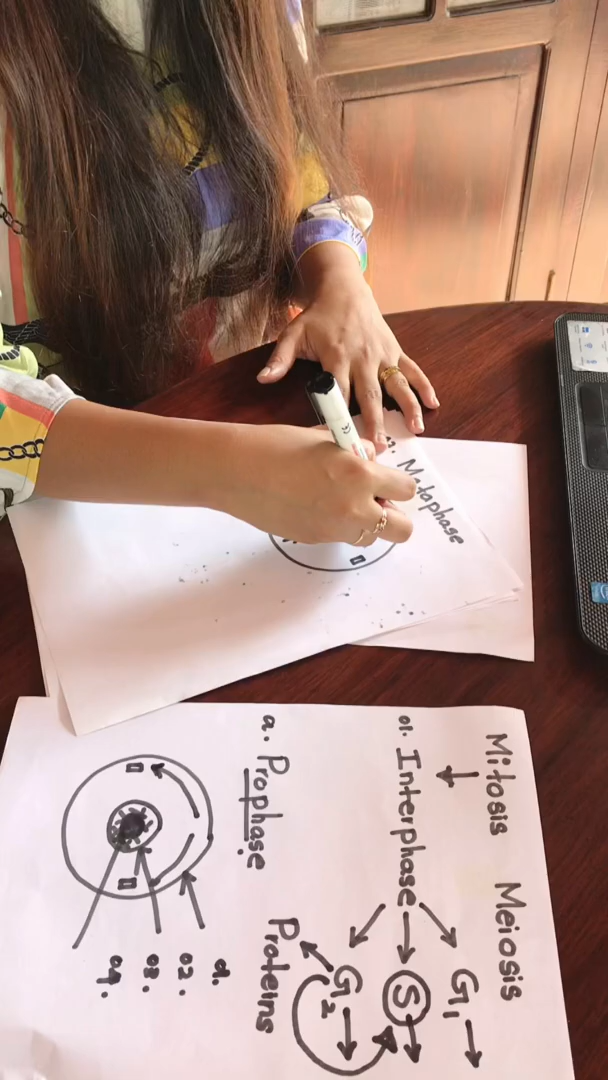 Mitosis Meiosis
01. Interphase
G1
S
G2
Proteins
a. Prophase
01.
02.
03.
04.
Metaphase